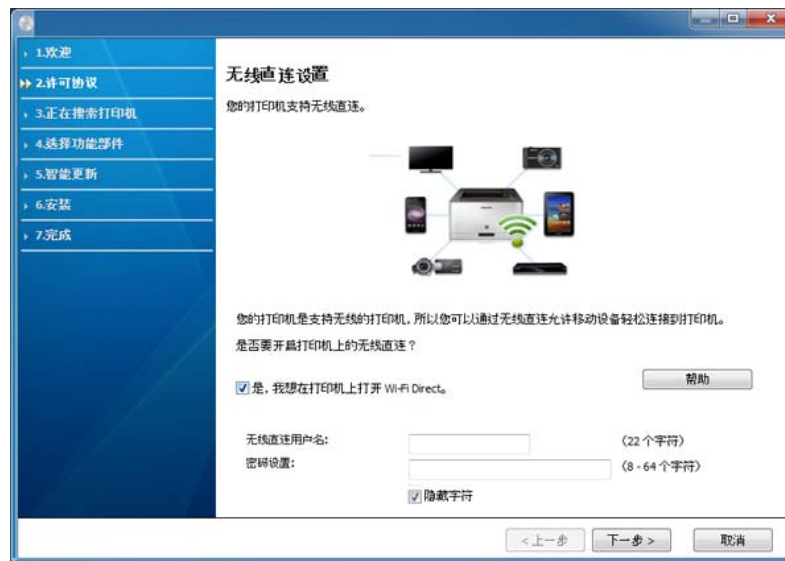 1.欢迎
2.许可协议
3.正在搜索打印机
4.选择功能部件
5.智能更新
6.安装
7.完成
无线直连设置
您的打印机支持无线直连。
您的打印机是支持无线的打印机，所以您可以通过无线直连允许移动设备轻松连接到打印机。
是否要开启打印机上的无线直连？
是，我想在打印机上打开 Wi-Fi Direct。
帮助
无线直连用户名:
（22 个字符）
密码设置:
（8 - 64 个字符）
隐藏字符
<上一步
下一步 >
取消